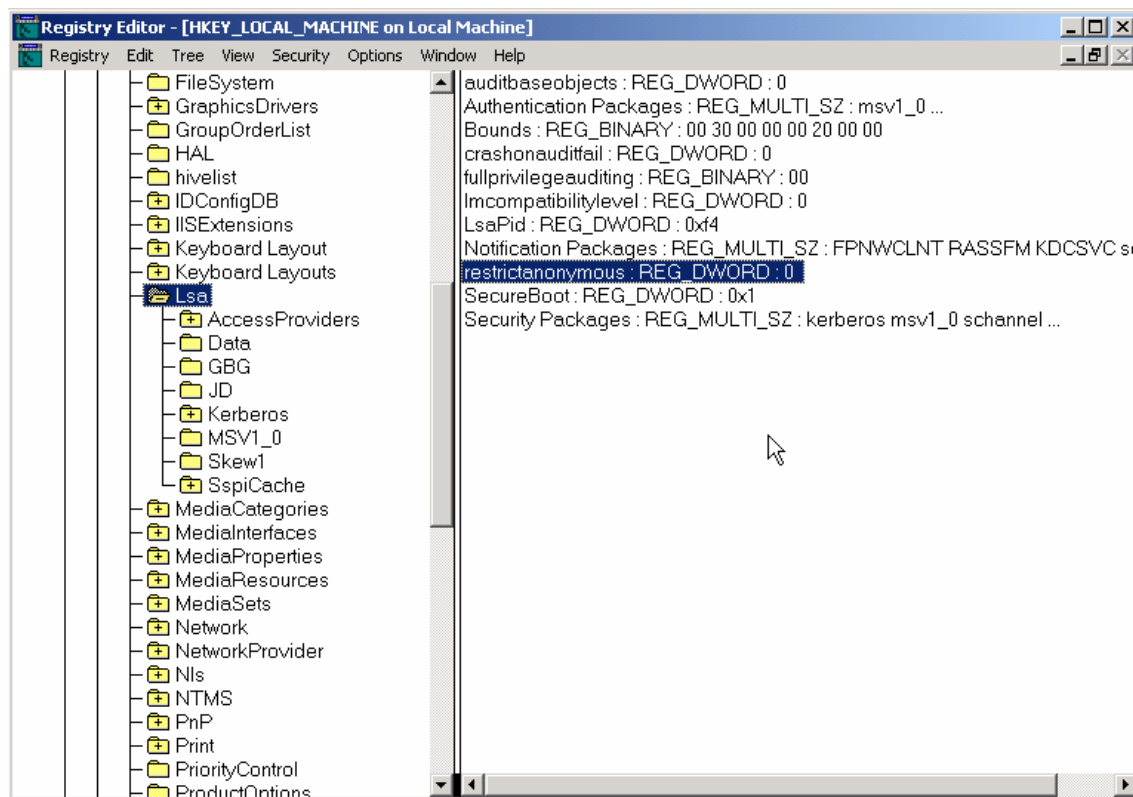 Registry Editor - [HKEY_LOCAL_MACHINE on Local Machine]
Registry Edit Tree View Security Options Window Help
FileSystem
GraphicsDrivers
GroupOrderList
HAL
hivelist
IDConfigDB
IISExtensions
Keyboard Layout
Keyboard Layouts
Lsa
AccessProviders
Data
GBG
JD
Kerberos
MSV1_0
Skew1
SspiCache
MediaCategories
MediaInterfaces
MediaProperties
MediaResources
MediaSets
Network
NetworkProvider
Nls
NTMS
PnP
Print
PriorityControl
ProductOptions
auditbaseobjects : REG_DWORD : 0
Authentication Packages : REG_MULTI_SZ : msv1_0 ...
Bounds : REG_BINARY : 00 30 00 00 00 20 00 00
crashonauditfail : REG_DWORD : 0
fullprivilegeauditing : REG_BINARY : 00
lmcompatibilitylevel : REG_DWORD : 0
LsaPid : REG_DWORD : 0xf4
Notification Packages : REG_MULTI_SZ : FPNWCLNT RASSFM KDCSVC
restrictanonymous : REG_DWORD : 0
SecureBoot : REG_DWORD : 0x1
Security Packages : REG_MULTI_SZ : kerberos msv1_0 schannel ...